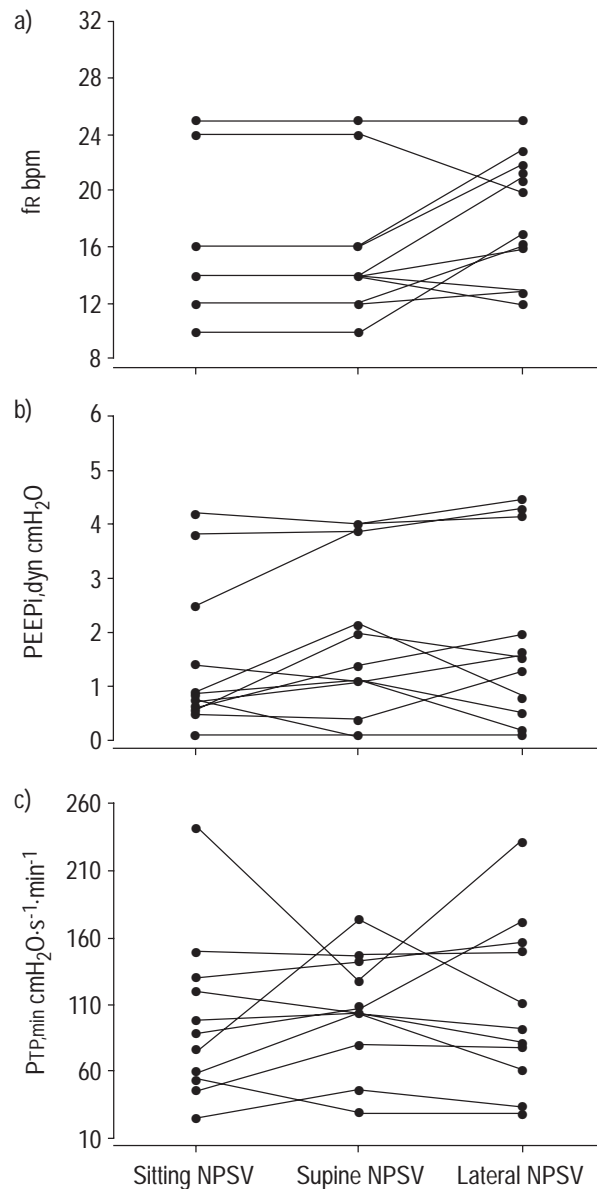 a)
32
28
24
20
16
12
8
fR bpm
b)
6
5
4
3
2
1
0
PEEPi,dyn cmH₂O
c)
260
210
160
110
60
10
PTP,min cmH₂O·s⁻¹·min⁻¹
Sitting NPSV Supine NPSV Lateral NPSV